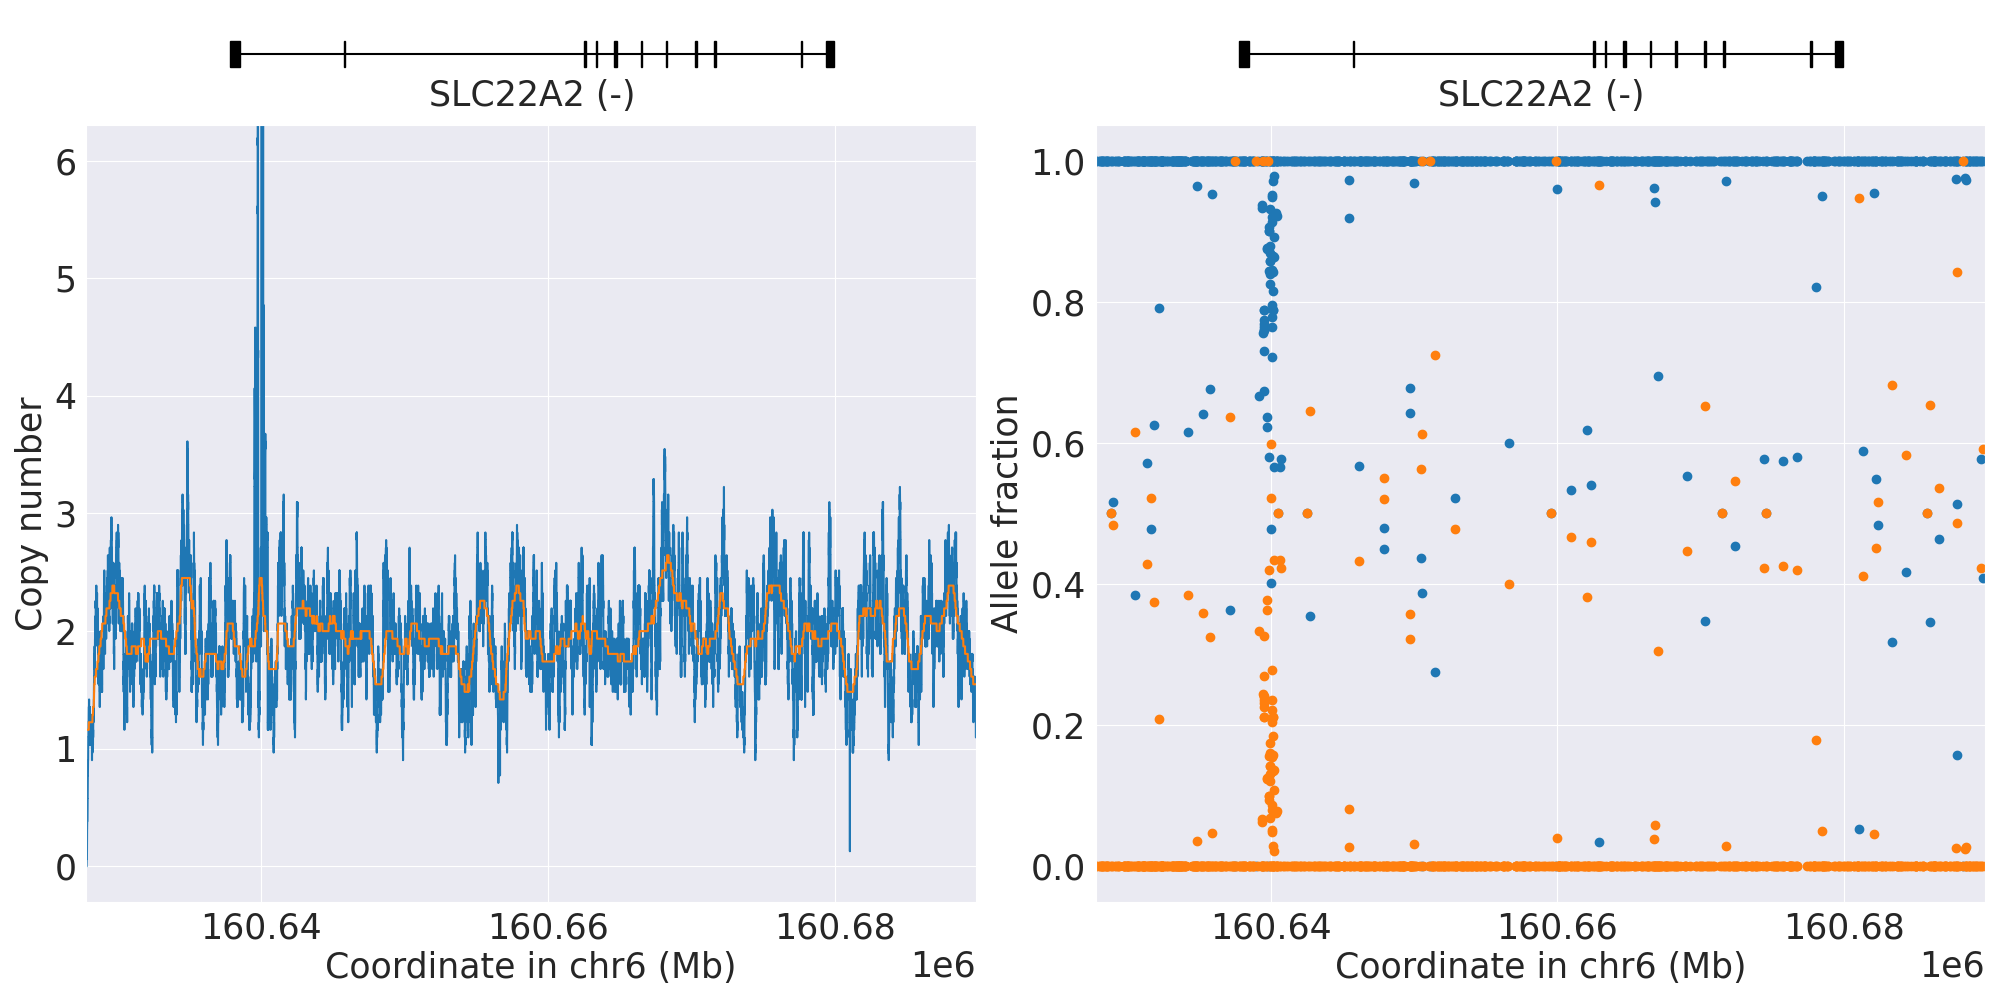 SLC22A2 (-)
SLC22A2 (-)
Copy number
6
5
4
3
2
1
0
160.64
160.66
160.68
Coordinate in chr6 (Mb)
1e6
Allele fraction
1.0
0.8
0.6
0.4
0.2
0.0
160.64
160.66
160.68
Coordinate in chr6 (Mb)
1e6